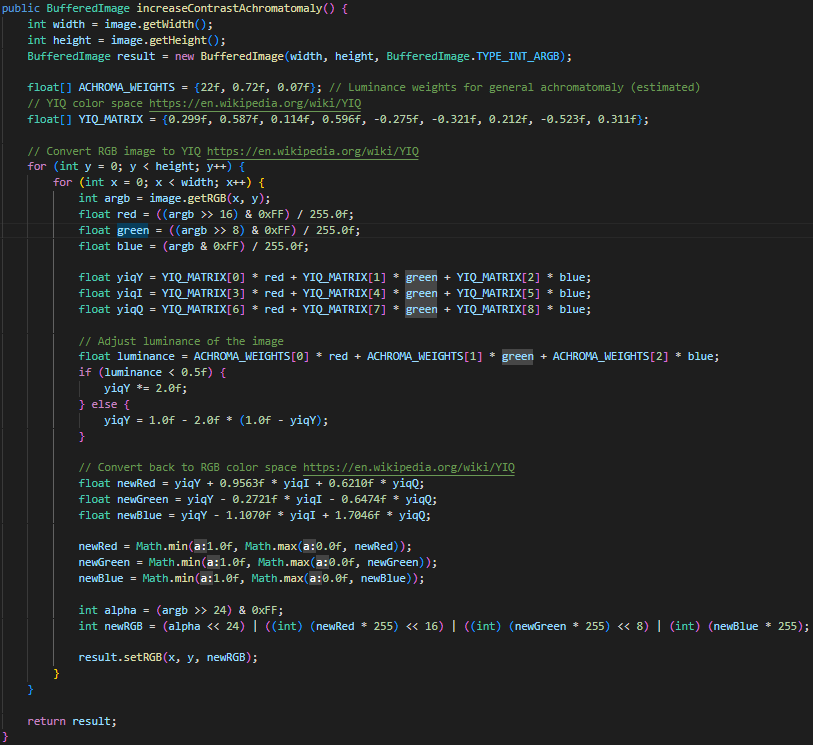 public BufferedImage increaseContrastAchromatomaly() {
int width = image.getWidth();
int height = image.getHeight();
BufferedImage result = new BufferedImage(width, height, BufferedImage.TYPE_INT_ARGB);
float[] ACHROMA_WEIGHTS = {22f, 0.72f, 0.07f}; // Luminance weights for general achromatomaly (estimated)
// YIQ color space https://en.wikipedia.org/wiki/YIQ
float[] YIQ_MATRIX = {0.299f, 0.587f, 0.114f, 0.596f, -0.275f, -0.321f, 0.212f, -0.523f, 0.311f};
// Convert RGB image to YIQ https://en.wikipedia.org/wiki/YIQ
for (int y = 0; y < height; y++) {
for (int x = 0; x < width; x++) {
int argb = image.getRGB(x, y);
float red = ((argb >> 16) & 0xFF) / 255.0f;
float green = ((argb >> 8) & 0xFF) / 255.0f;
float blue = (argb & 0xFF) / 255.0f;
float yiqY = YIQ_MATRIX[0] * red + YIQ_MATRIX[1] * green + YIQ_MATRIX[2] * blue;
float yiqI = YIQ_MATRIX[3] * red + YIQ_MATRIX[4] * green + YIQ_MATRIX[5] * blue;
float yiqQ = YIQ_MATRIX[6] * red + YIQ_MATRIX[7] * green + YIQ_MATRIX[8] * blue;
// Adjust luminance of the image
float luminance = ACHROMA_WEIGHTS[0] * red + ACHROMA_WEIGHTS[1] * green + ACHROMA_WEIGHTS[2] * blue;
if (luminance < 0.5f) {
yiqY *= 2.0f;
} else {
yiqY = 1.0f - 2.0f * (1.0f - yiqY);
}
// Convert back to RGB color space https://en.wikipedia.org/wiki/YIQ
float newRed = yiqY + 0.9563f * yiqI + 0.6210f * yiqQ;
float newGreen = yiqY - 0.2721f * yiqI - 0.6474f * yiqQ;
float newBlue = yiqY - 1.1070f * yiqI + 1.7046f * yiqQ;
newRed = Math.min(a:1.0f, Math.max(a:0.0f, newRed));
newGreen = Math.min(a:1.0f, Math.max(a:0.0f, newGreen));
newBlue = Math.min(a:1.0f, Math.max(a:0.0f, newBlue));
int alpha = (argb >> 24) & 0xFF;
int newRGB = (alpha << 24) | ((int) (newRed * 255) << 16) | ((int) (newGreen * 255) << 8) | (int) (newBlue * 255);
result.setRGB(x, y, newRGB);
}
}
return result;
}